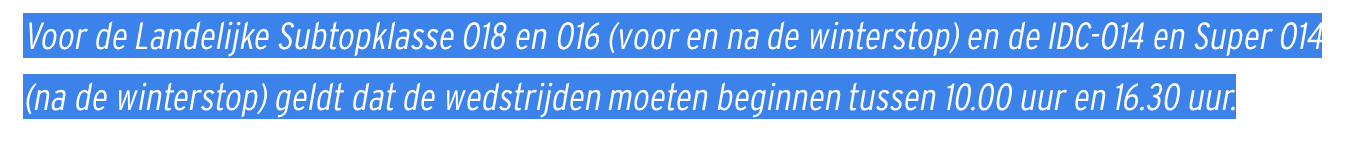 Voor de Landelijke Subtopklasse O18 en O16 (voor en na de winterstop) en de IDC-O14 en Super O14
(na de winterstop) geldt dat de wedstrijden moeten beginnen tussen 10.00 uur en 16.30 uur.